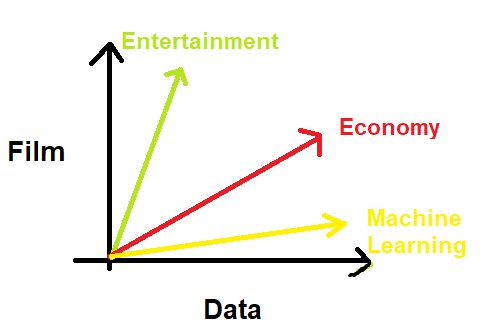 Entertainment
Economy
Film
Machine
Learning
Data